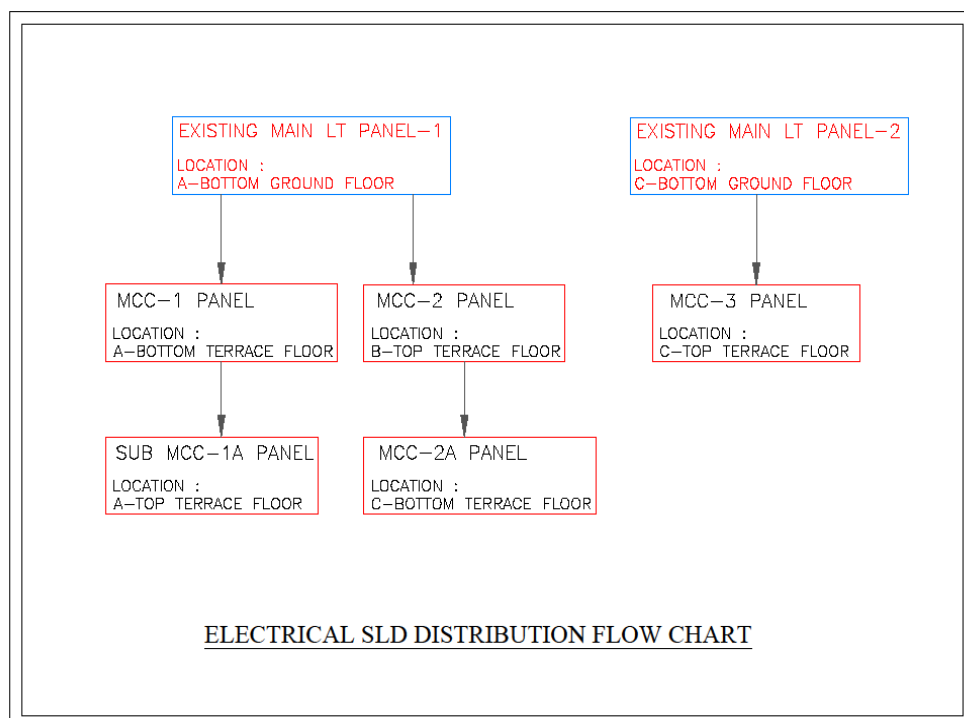 EXISTING MAIN LT PANEL-1
LOCATION :
A-BOTTOM GROUND FLOOR
EXISTING MAIN LT PANEL-2
LOCATION :
C-BOTTOM GROUND FLOOR
MCC-1 PANEL
LOCATION :
A-BOTTOM TERRACE FLOOR
MCC-2 PANEL
LOCATION :
B-TOP TERRACE FLOOR
MCC-3 PANEL
LOCATION :
C-TOP TERRACE FLOOR
SUB MCC-1A PANEL
LOCATION :
A-TOP TERRACE FLOOR
MCC-2A PANEL
LOCATION :
C-BOTTOM TERRACE FLOOR
ELECTRICAL SLD DISTRIBUTION FLOW CHART